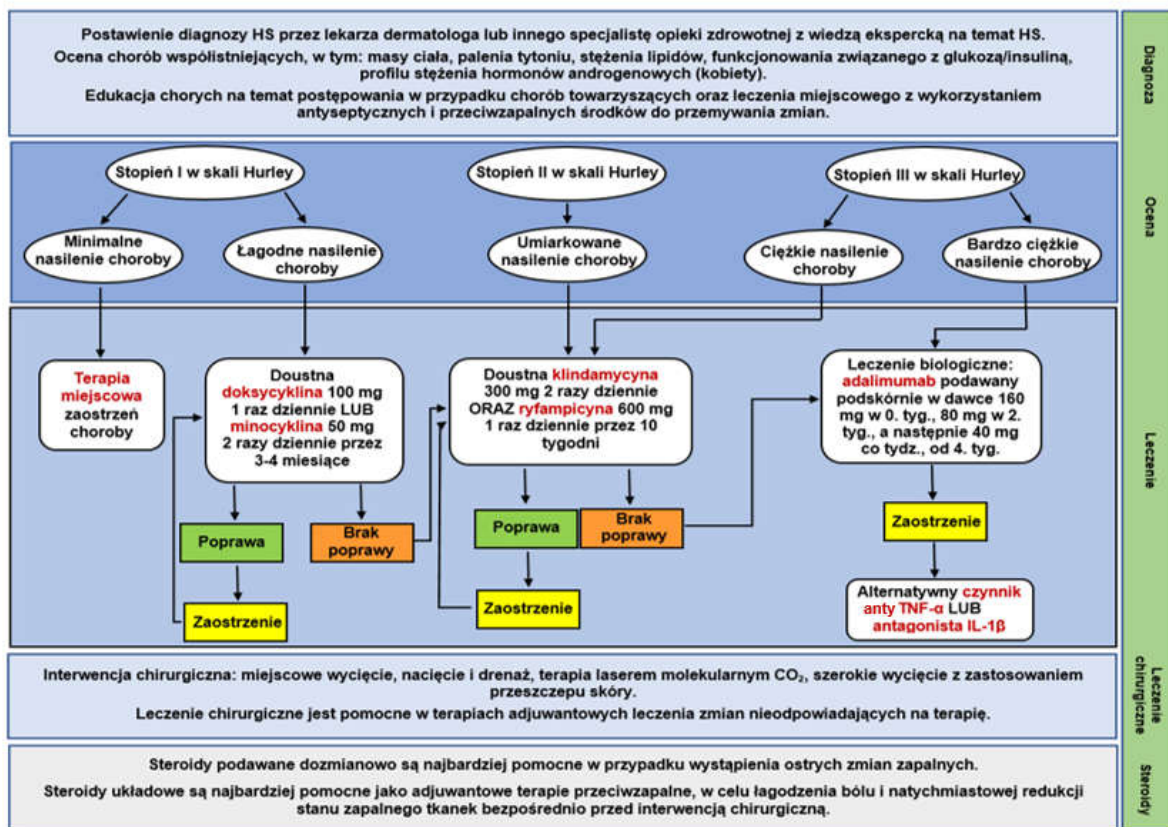 Postawienie diagnozy HS przez lekarza dermatologa lub innego specjalistę opieki zdrowotnej z wiedzą ekspercką na temat HS.
Ocena chorób współistniejących, w tym: masy ciała, palenia tytoniu, stężenia lipidów, funkcjonowania związanego z glukozą/insuliną,
profilu stężenia hormonów androgenowych (kobiety).
Edukacja chorych na temat postępowania w przypadku chorób towarzyszących oraz leczenia miejscowego z wykorzystaniem
antyseptycznych i przeciwzapalnych środków do przemywania zmian.
Diagnoza
Stopień I w skali Hurley
Stopień II w skali Hurley
Stopień III w skali Hurley
Minimalne
nasilenie choroby
Łagodne nasilenie
choroby
Umiarkowane
nasilenie choroby
Ciężkie nasilenie
choroby
Bardzo ciężkie
nasilenie choroby
Ocena
Terapia
miejscowa
zaostrzeń
choroby
Doustna
doksycyklina 100 mg
1 raz dziennie LUB
minocyklina 50 mg
2 razy dziennie przez
3-4 miesiące
Doustna klindamycyna
300 mg 2 razy dziennie
ORAZ ryfampicyna 600 mg
1 raz dziennie przez 10
tygodni
Leczenie biologiczne:
adalimumab podawany
podskórnie w dawce 160
mg w 0. tyg., 80 mg w 2.
tyg., a następnie 40 mg
co tydz., od 4. tyg.
Poprawa
Brak
poprawy
Poprawa
Brak
poprawy
Zaostrzenie
Zaostrzenie
Zaostrzenie
Alternatywny czynnik
anty TNF-α LUB
antagonista IL-1β
Leczenie
Interwencja chirurgiczna: miejscowe wycięcie, nacięcie i drenaż, terapia laserem molekularnym CO₂, szerokie wycięcie z zastosowaniem
przeszczepu skóry.
Leczenie chirurgiczne jest pomocne w terapiach adjuwantowych leczenia zmian nieodpowiadających na terapię.
Leczenie
chirurgiczne
Steroidy podawane dozmianowo są najbardziej pomocne w przypadku wystąpienia ostrych zmian zapalnych.
Steroidy układowe są najbardziej pomocne jako adjuwantowe terapie przeciwzapalne, w celu łagodzenia bólu i natychmiastowej redukcji
stanu zapalnego tkanek bezpośrednio przed interwencją chirurgiczną.
Steroidy